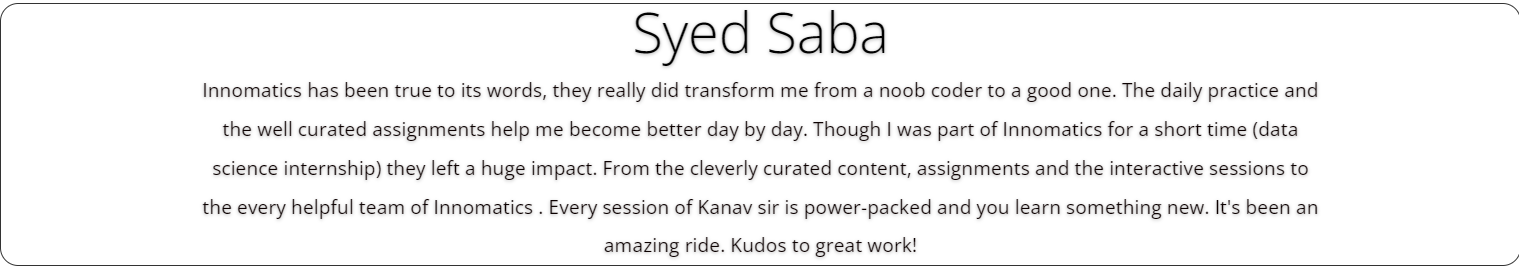 Syed Saba
Innomatics has been true to its words, they really did transform me from a noob coder to a good one. The daily practice and
the well curated assignments help me become better day by day. Though I was part of Innomatics for a short time (data
science internship) they left a huge impact. From the cleverly curated content, assignments and the interactive sessions to
the every helpful team of Innomatics . Every session of Kanav sir is power-packed and you learn something new. It's been an
amazing ride. Kudos to great work!